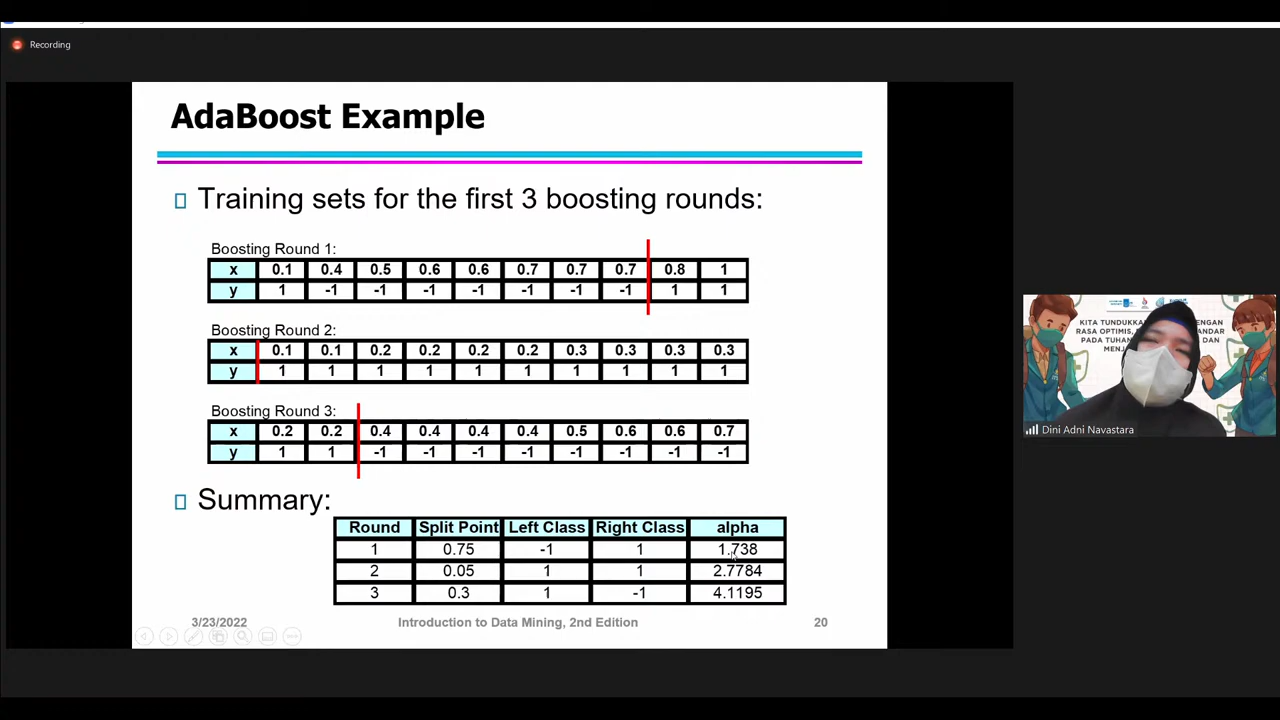 Recording
AdaBoost Example
Training sets for the first 3 boosting rounds:
Boosting Round 1:
x 0.1 0.4 0.5 0.6 0.6 0.7 0.7 0.7 0.8 1
y 1 -1 -1 -1 -1 -1 -1 -1 1 1
Boosting Round 2:
x 0.1 0.1 0.2 0.2 0.2 0.2 0.3 0.3 0.3 0.3
y 1 1 1 1 1 1 1 1 1 1
Boosting Round 3:
x 0.2 0.2 0.4 0.4 0.4 0.4 0.5 0.6 0.6 0.7
y 1 1 -1 -1 -1 -1 -1 -1 -1 -1
Summary:
Round Split Point Left Class Right Class alpha
1 0.75 -1 1 1.738
2 0.05 1 1 2.7784
3 0.3 1 -1 4.1195
3/23/2022 Introduction to Data Mining, 2nd Edition 20
KITA TUNDUKKA ENGAN
RASA OPTIMIS, ANDAR
PADA TUHA DAN
MENJ
Dini Adni Navastara